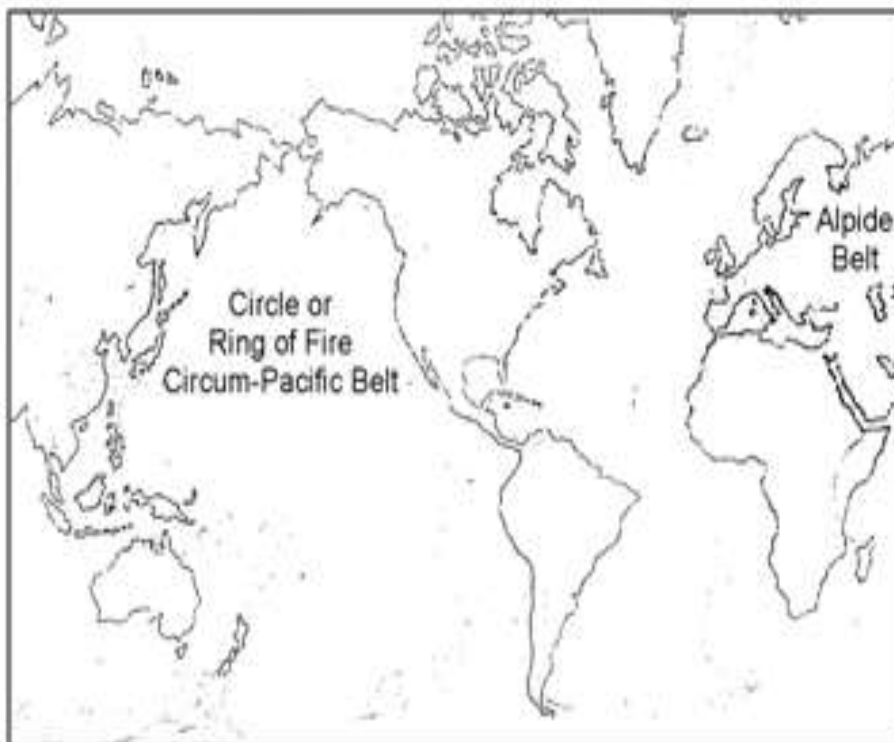 Alpide
Belt
Circle or
Ring of Fire
Circum-Pacific Belt